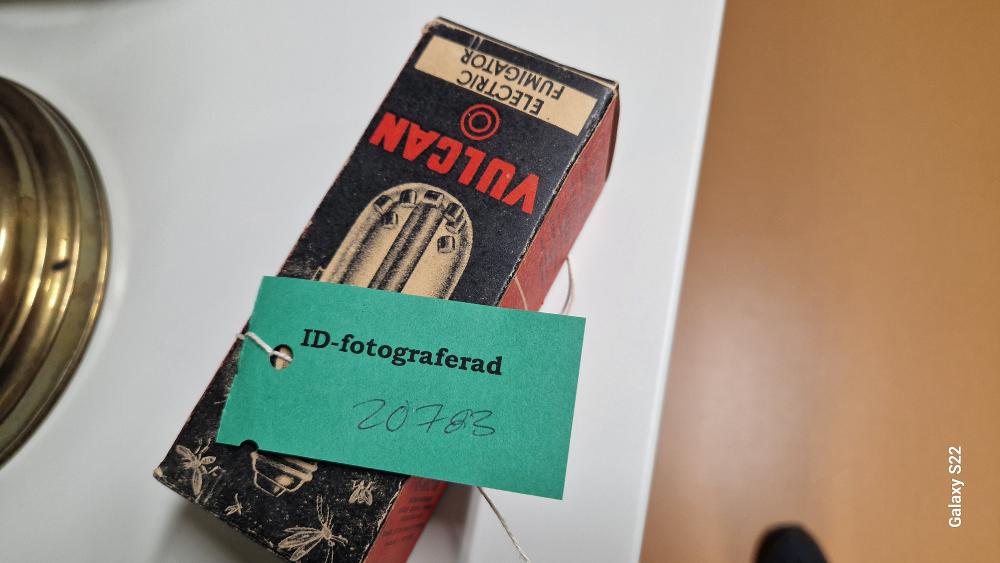 ELECTRIC
FUMIGATOR
VULCAN
ID-fotograferad
20783
Galaxy S22